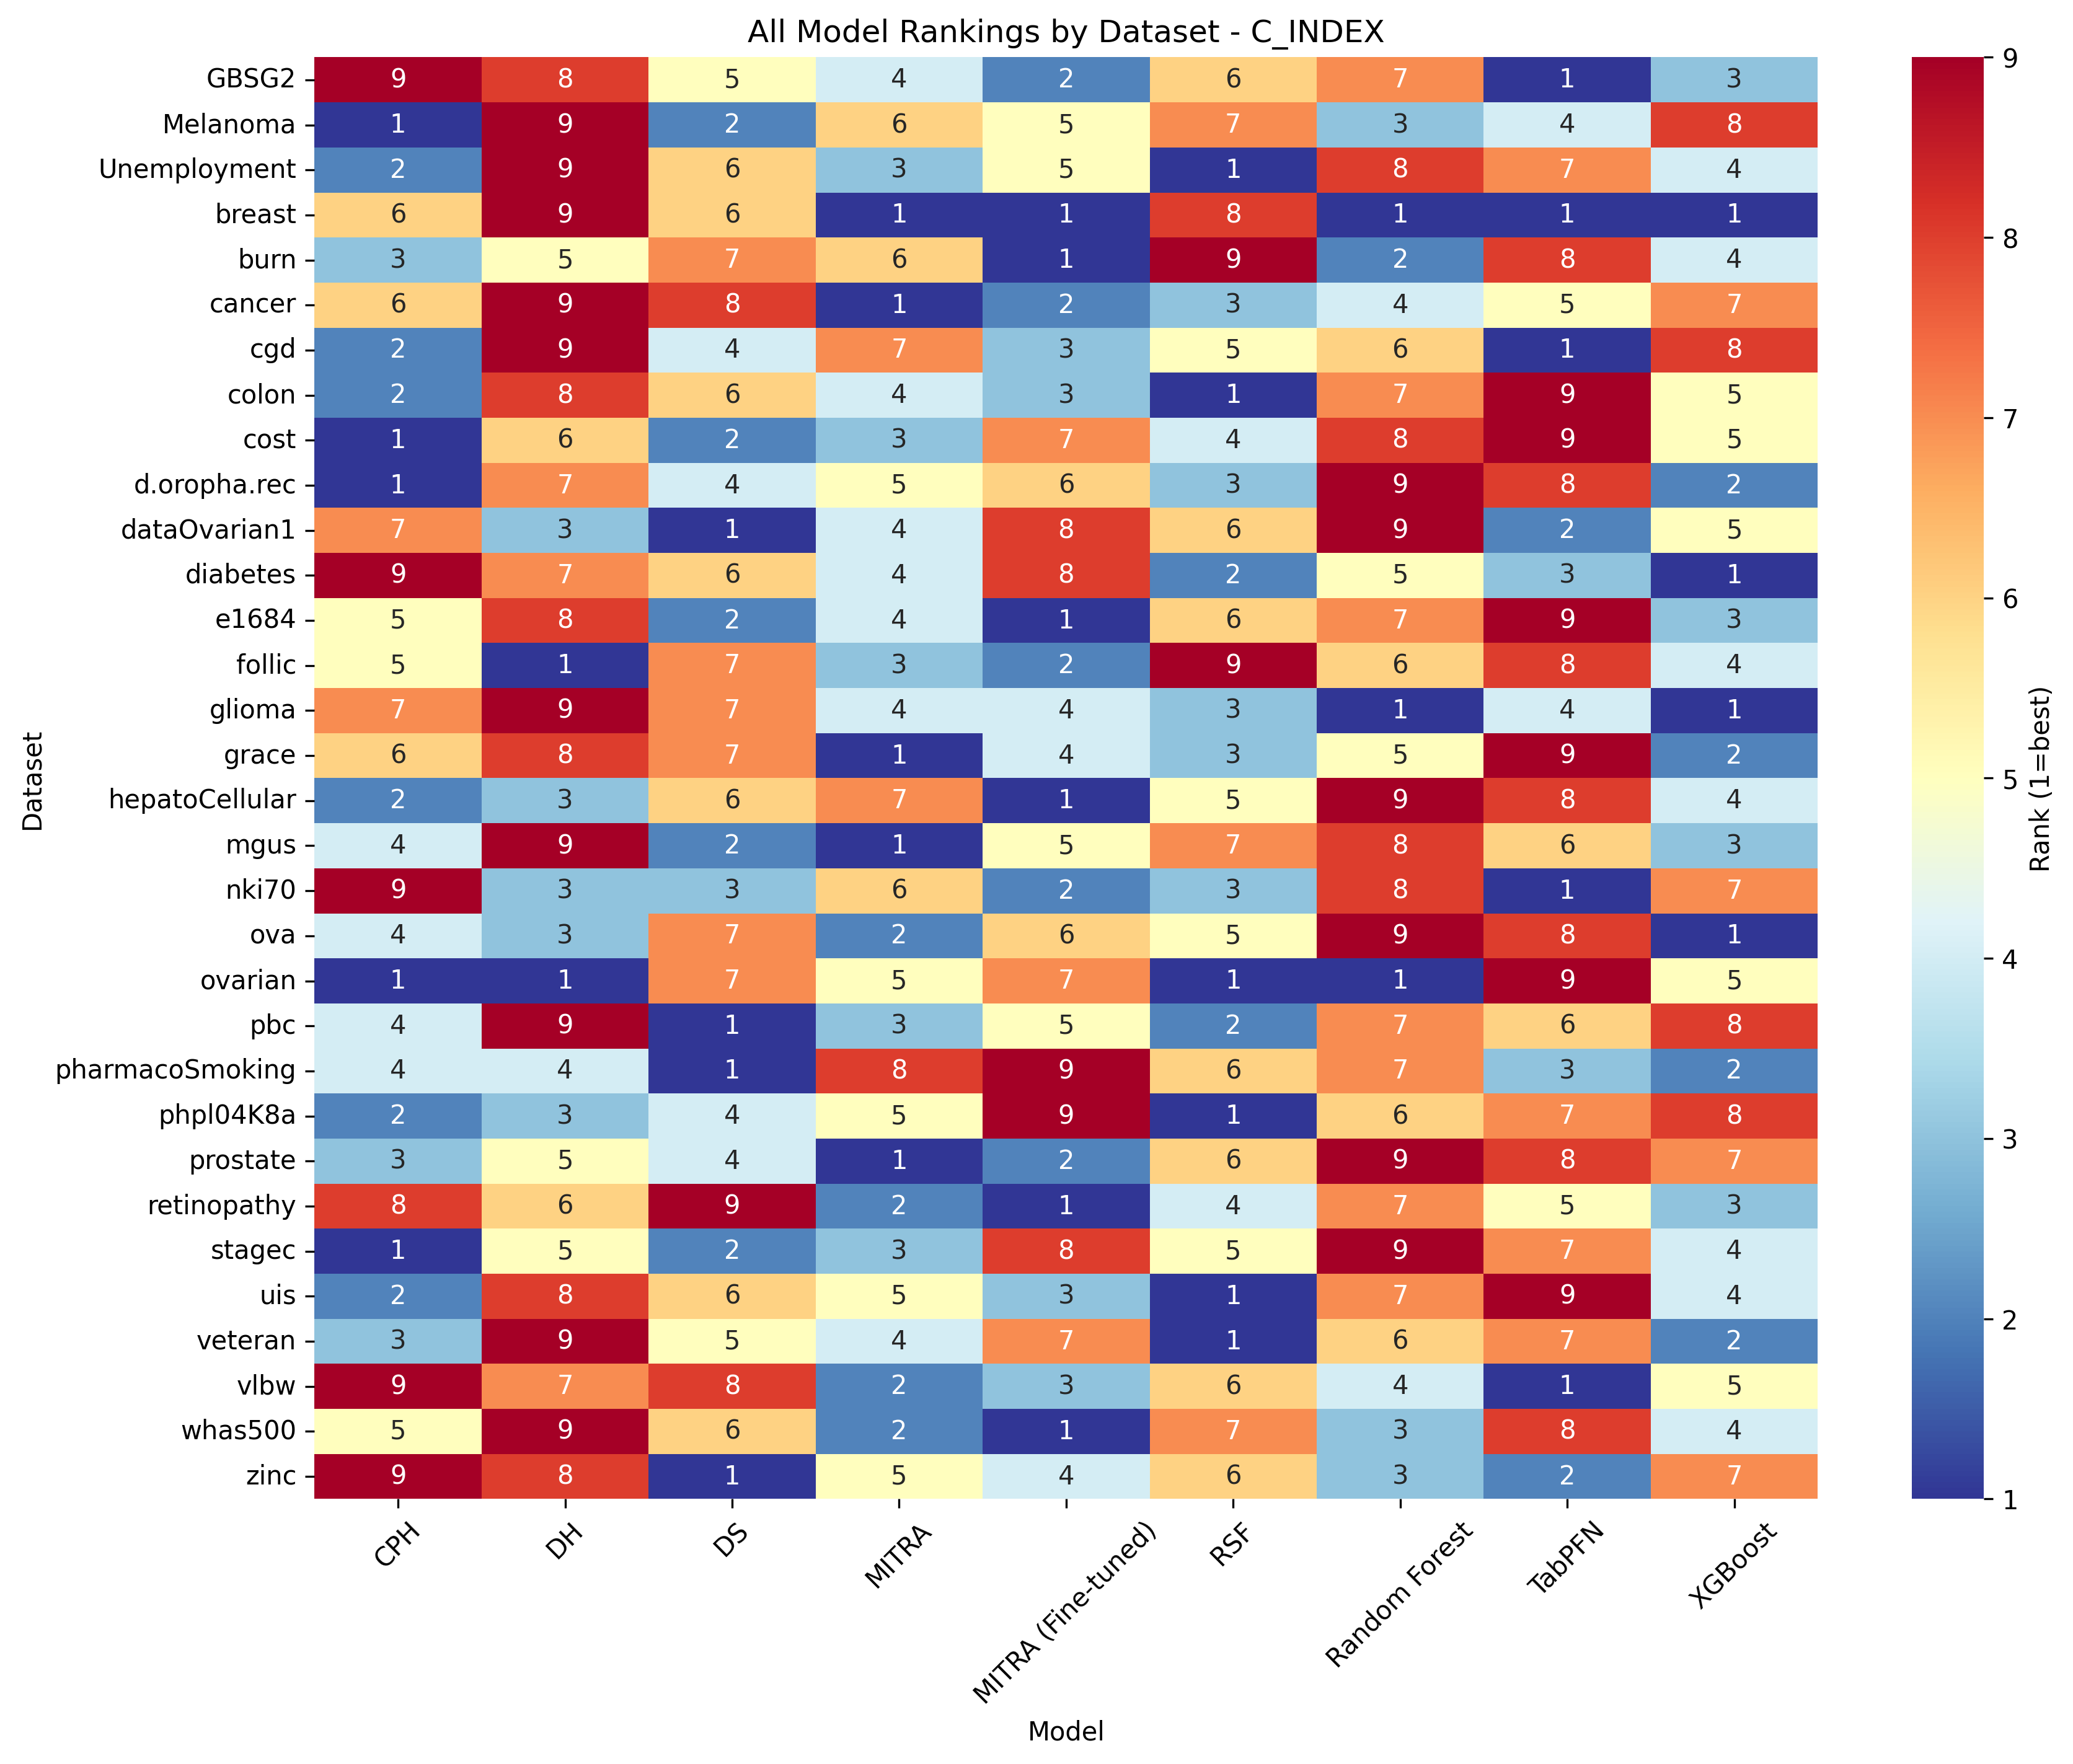 All Model Rankings by Dataset - C_INDEX
GBSG2 9 8 5 4 2 6 7 1 3
Melanoma 1 9 2 6 5 7 3 4 8
Unemployment 2 9 6 3 5 1 8 7 4
breast 6 9 6 1 1 8 1 1 1
burn 3 5 7 6 1 9 2 8 4
cancer 6 9 8 1 2 3 4 5 7
cgd 2 9 4 7 3 5 6 1 8
colon 2 8 6 4 3 1 7 9 5
cost 1 6 2 3 7 4 8 9 5
d.oropha.rec 1 7 4 5 6 3 9 8 2
dataOvarian1 7 3 1 4 8 6 9 2 5
diabetes 9 7 6 4 8 2 5 3 1
e1684 5 8 2 4 1 6 7 9 3
follic 5 1 7 3 2 9 6 8 4
glioma 7 9 7 4 4 3 1 4 1
grace 6 8 7 1 4 3 5 9 2
hepatoCellular 2 3 6 7 1 5 9 8 4
mgus 4 9 2 1 5 7 8 6 3
nki70 9 3 3 6 2 3 8 1 7
ova 4 3 7 2 6 5 9 8 1
ovarian 1 1 7 5 7 1 1 9 5
pbc 4 9 1 3 5 2 7 6 8
pharmacoSmoking 4 4 1 8 9 6 7 3 2
phpl04K8a 2 3 4 5 9 1 6 7 8
prostate 3 5 4 1 2 6 9 8 7
retinopathy 8 6 9 2 1 4 7 5 3
stagec 1 5 2 3 8 5 9 7 4
uis 2 8 6 5 3 1 7 9 4
veteran 3 9 5 4 7 1 6 7 2
vlbw 9 7 8 2 3 6 4 1 5
whas500 5 9 6 2 1 7 3 8 4
zinc 9 8 1 5 4 6 3 2 7
CPH DH DS MITRA MITRA (Fine-tuned) RSF Random Forest TabPFN XGBoost
Model
Dataset
9
8
7
6
5
4
3
2
1
Rank (1=best)